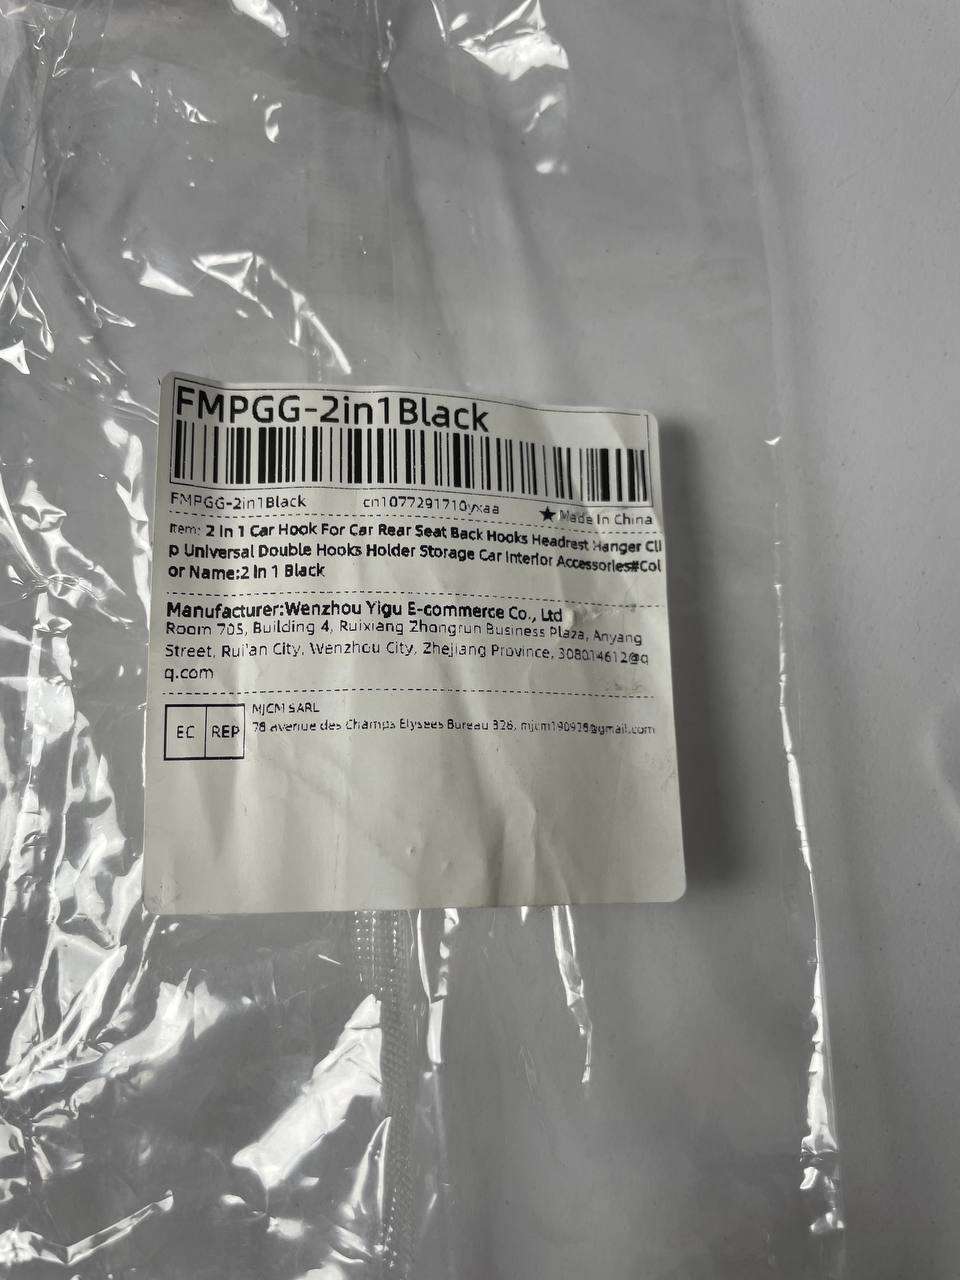 FMPGG-2in1Black
FMPGG-2in1Black cn1077291710yxaa
★ Made In China
Item: 2 In 1 Car Hook For Car Rear Seat Back Hooks Headrest Hanger Cli
p Universal Double Hooks Holder Storage Car Interior Accessories#Col
or Name:2 In 1 Black
Manufacturer:Wenzhou Yigu E-commerce Co., Ltd
Room 705, Building 4, Ruixiang Zhongrun Business Plaza, Anyang
Street, Rui'an City, Wenzhou City, Zhejiang Province, 308014612@q
q.com
EC REP
MJCM SARL
78 avenue des Champs Elysees Bureau 326,